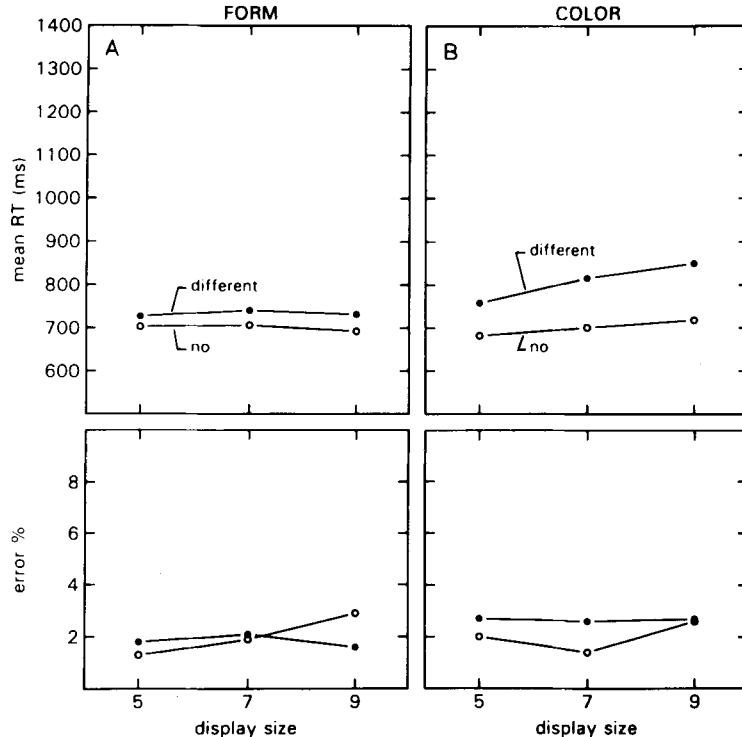 FORM
COLOR
A
B
1400
1300
1200
1100
1000
900
800
700
600
mean RT (ms)
different
no
different
no
8
6
4
2
error %
5 7 9
5 7 9
display size
display size